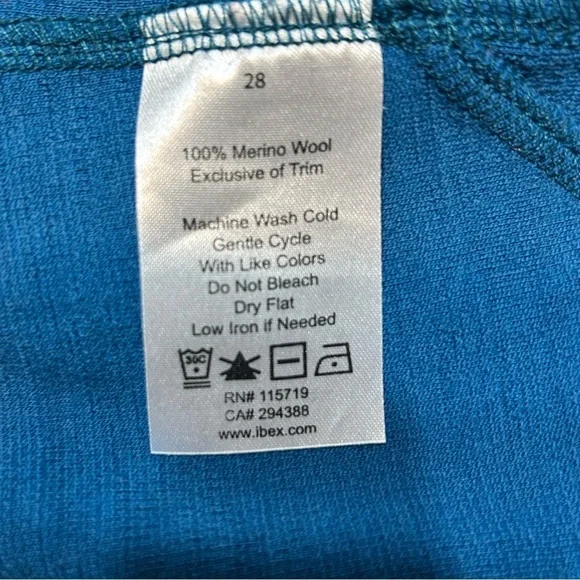 28
100% Merino Wool
Exclusive of Trim
Machine Wash Cold
Gentle Cycle
With Like Colors
Do Not Bleach
Dry Flat
Low Iron if Needed
30C
RN# 115719
CA# 294388
www.ibex.com